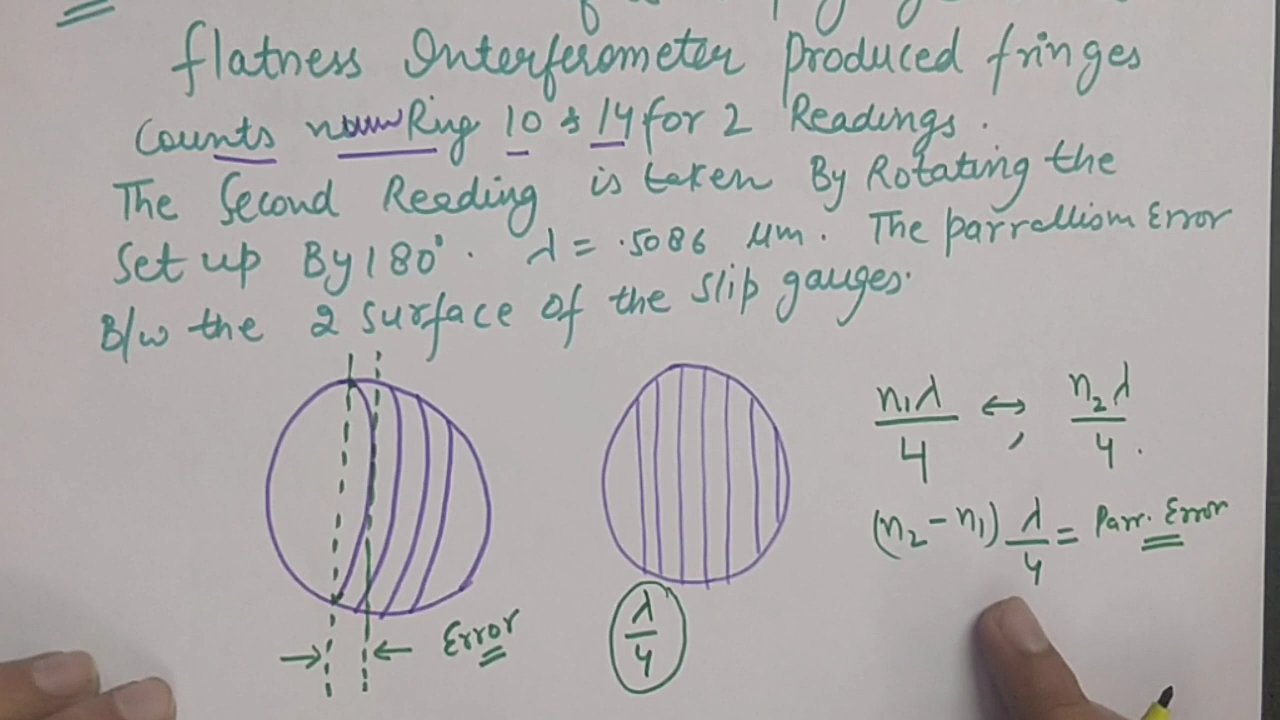 flatness Interferometer produced fringes
Counts Ring 10 & 14 for 2 Readings.
The Second Reeding is taken By Rotating the
Set up By 180°. λ = .5086 µm. The parrallism Error
B/w the 2 surface of the slip gauges.
n₁λ/4 ↔, n₂λ/4.
(n₂ - n₁) λ/4 = Parr. Error
→ ← Error
λ/4